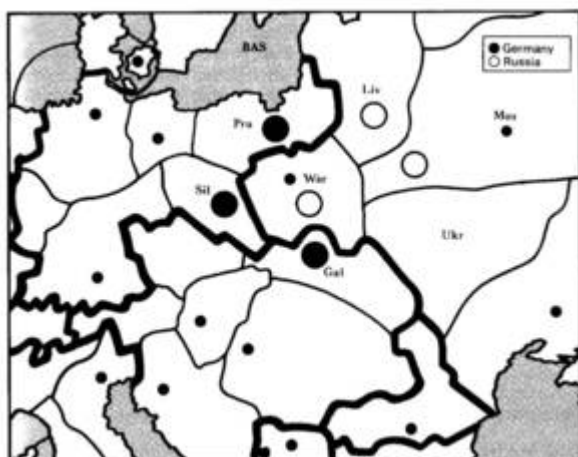 BAS
Germany
Russia
Liv
Pru
Mos
War
Sil
Ukr
Gal